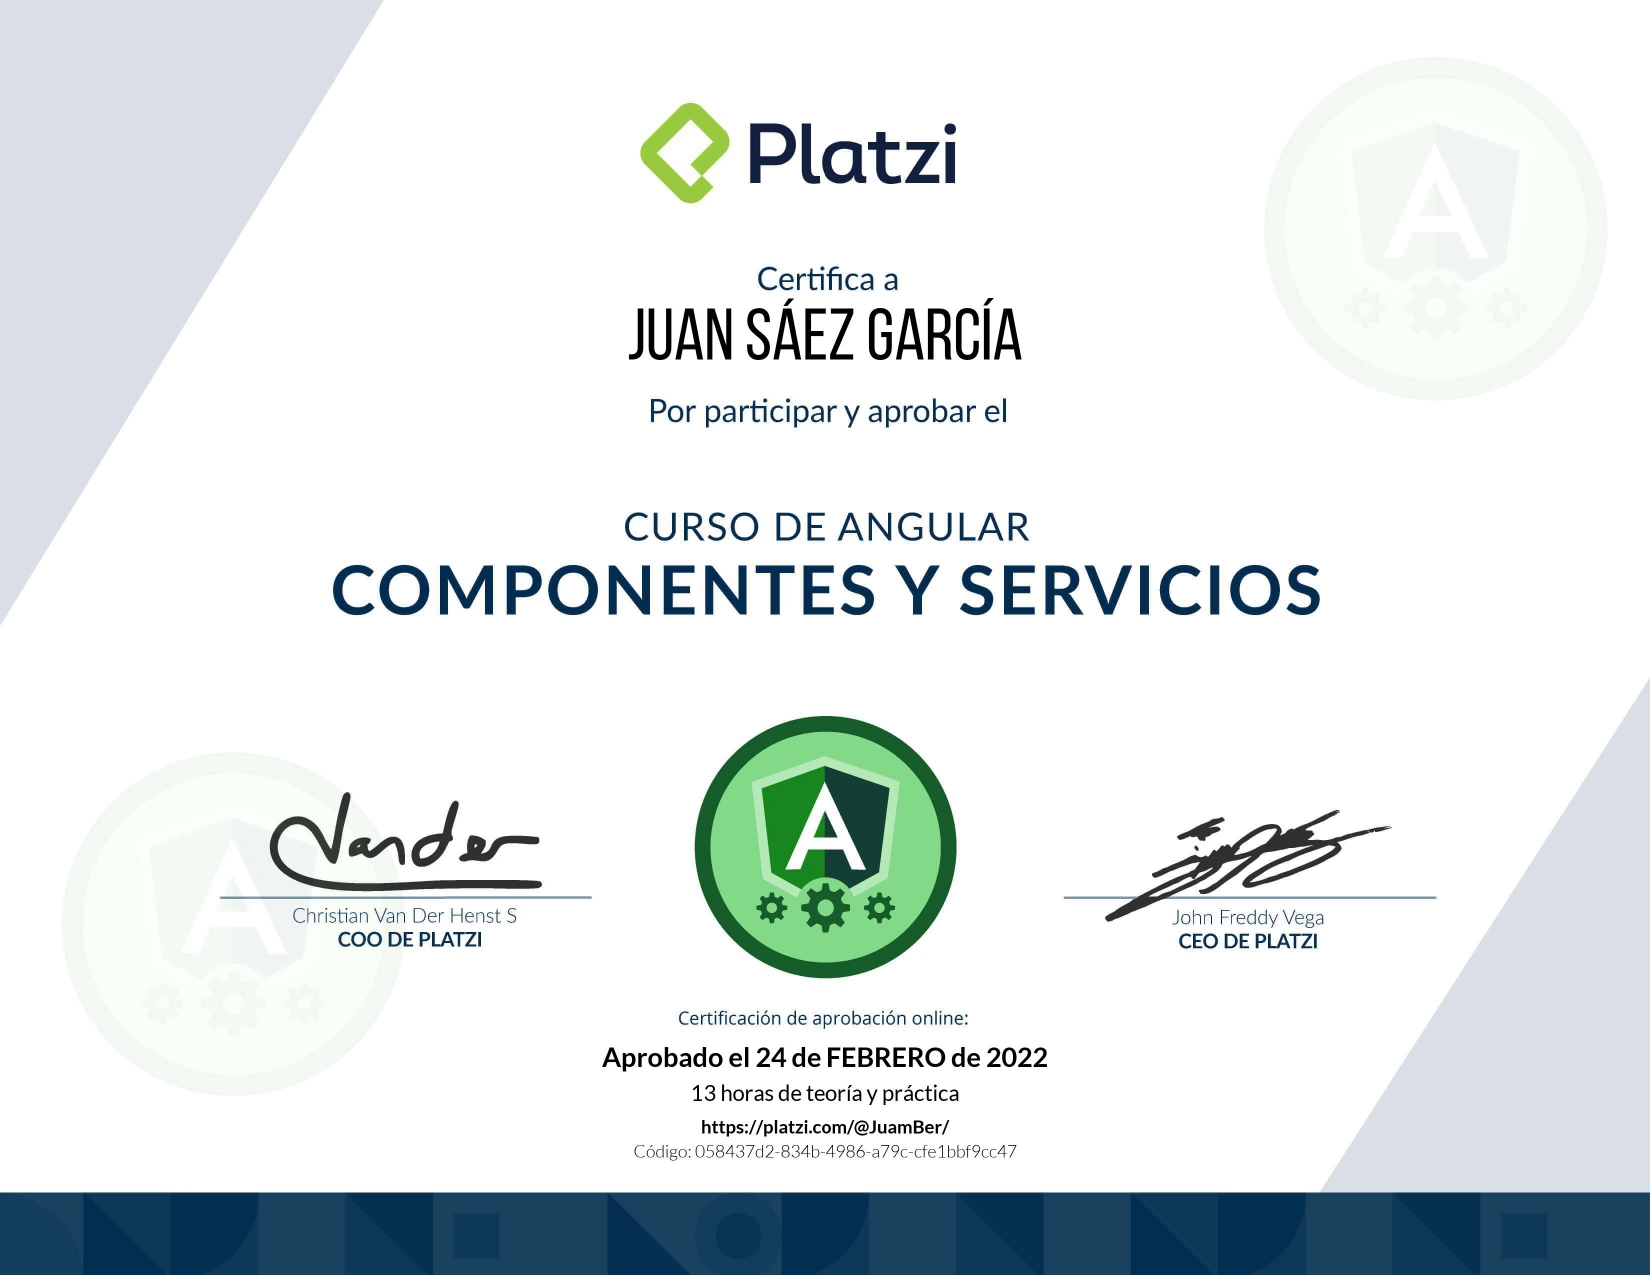 Platzi
Certifica a
JUAN SÁEZ GARCÍA
Por participar y aprobar el
CURSO DE ANGULAR
COMPONENTES Y SERVICIOS
A
A
A
Vander
Christian Van Der Henst S
COO DE PLATZI
John Freddy Vega
CEO DE PLATZI
Certificación de aprobación online:
Aprobado el 24 de FEBRERO de 2022
13 horas de teoría y práctica
https://platzi.com/@JuamBer/
Código: 058437d2-834b-4986-a79c-cfe1bbf9cc47